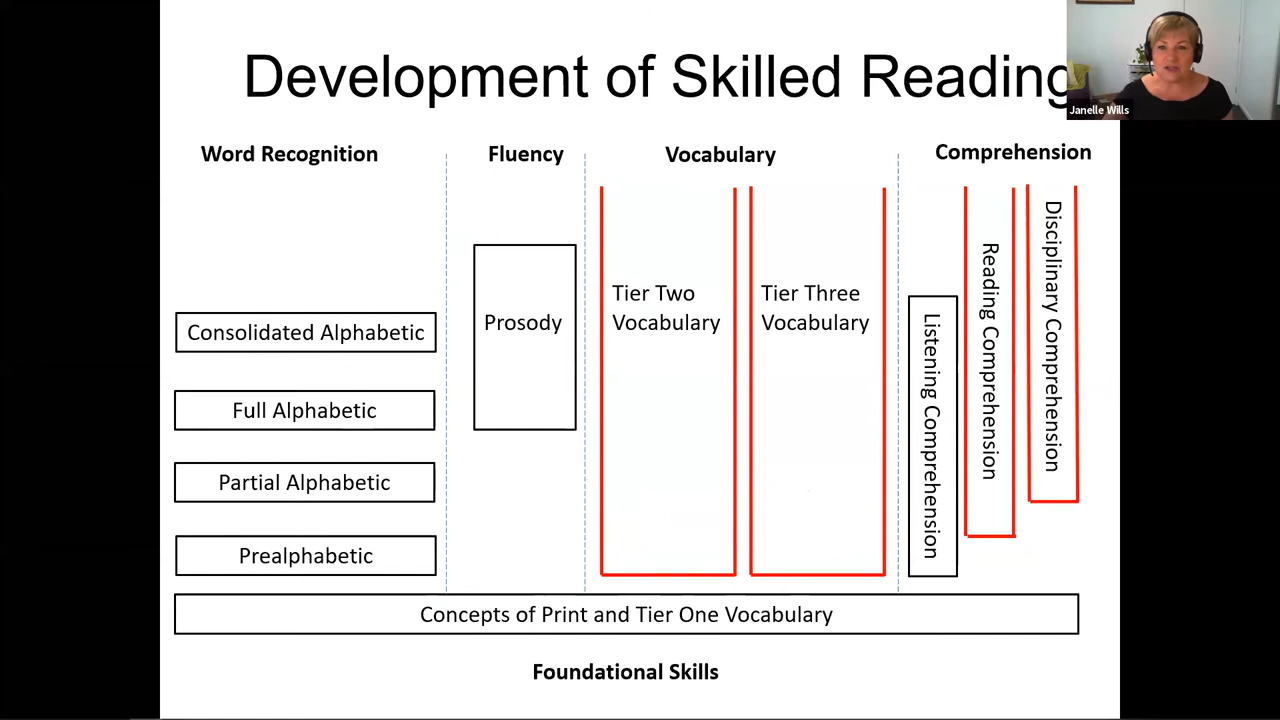 Development of Skilled Reading
Janelle Wills
Word Recognition
Fluency
Vocabulary
Comprehension
Consolidated Alphabetic
Full Alphabetic
Partial Alphabetic
Prealphabetic
Prosody
Tier Two
Vocabulary
Tier Three
Vocabulary
Listening Comprehension
Reading Comprehension
Disciplinary Comprehension
Concepts of Print and Tier One Vocabulary
Foundational Skills